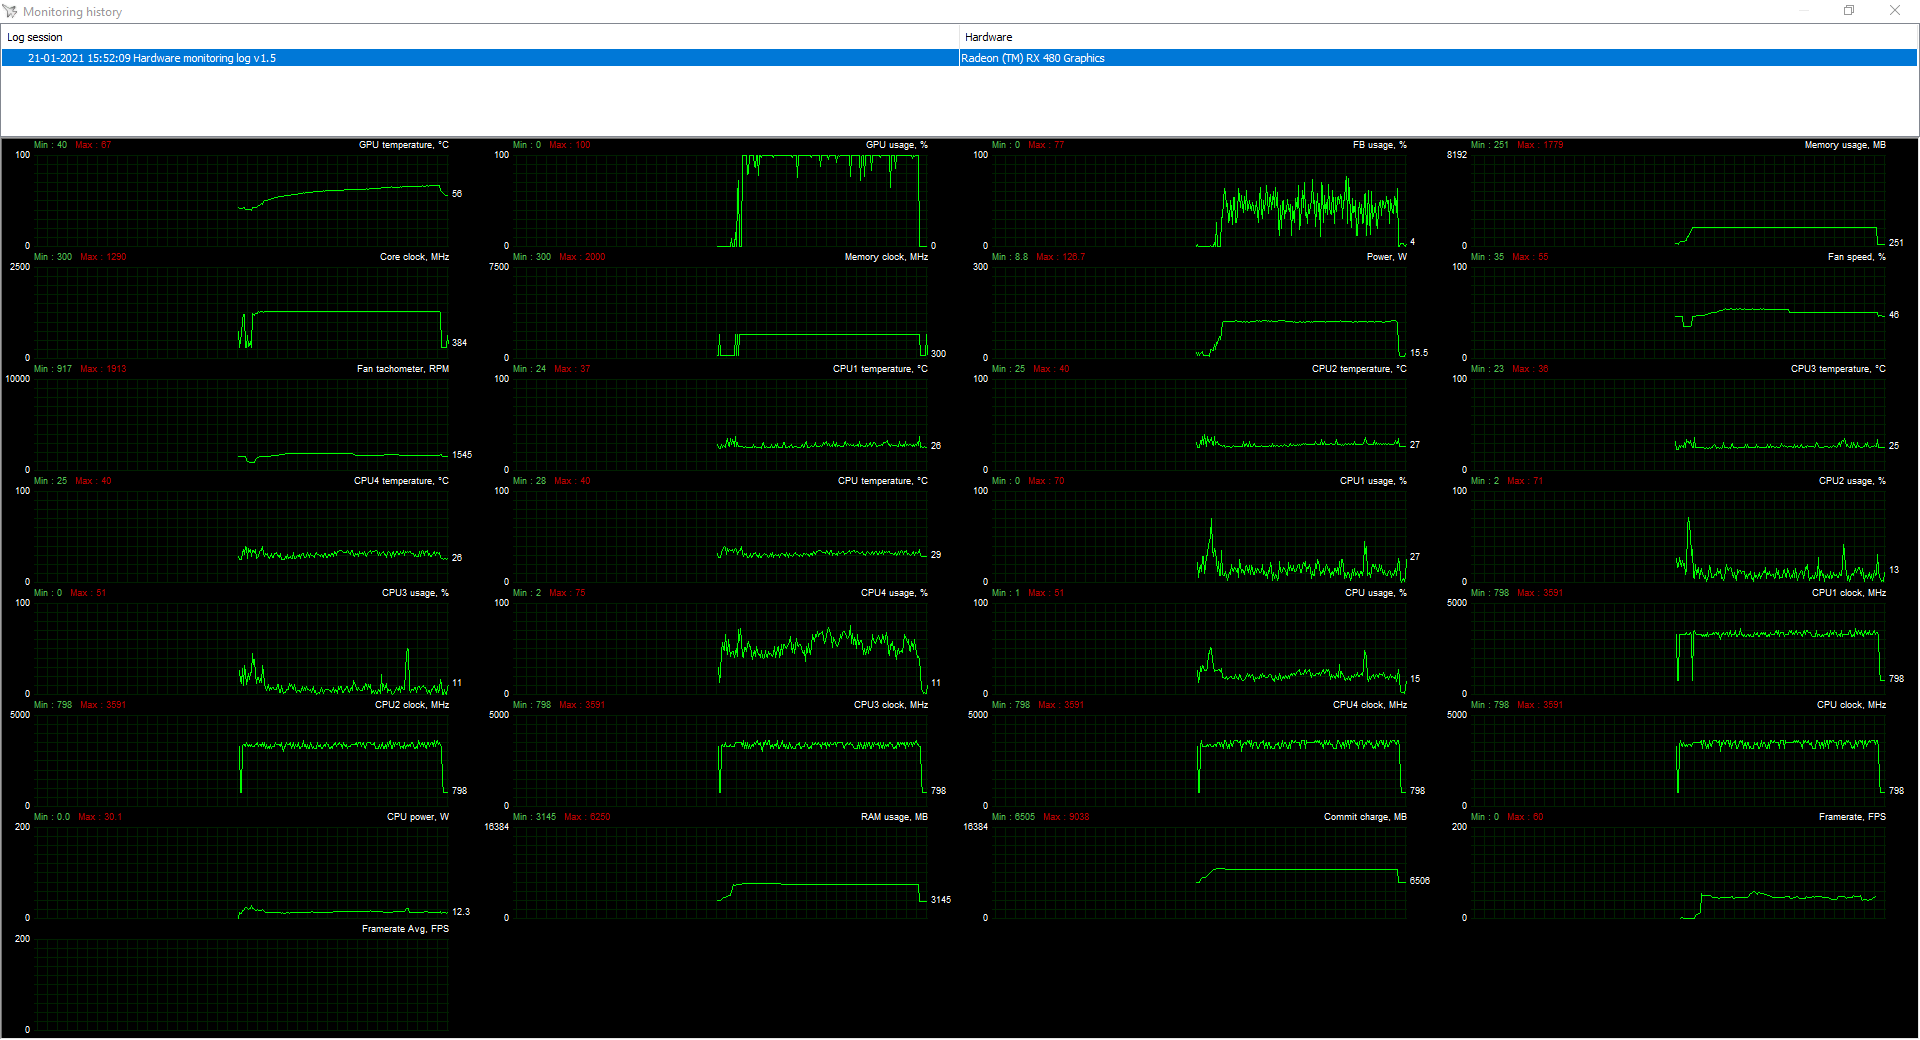 Monitoring history
Log session Hardware
21-01-2021 15:52:09 Hardware monitoring log v1.5 Radeon (TM) RX 480 Graphics
Min : 40 Max : 67 GPU temperature, °C
100
56
0
Min : 0 Max : 100 GPU usage, %
100
0
0
Min : 0 Max : 77 FB usage, %
100
4
0
Min : 251 Max : 1779 Memory usage, MB
8192
251
0
Min : 300 Max : 1290 Core clock, MHz
2500
384
0
Min : 300 Max : 2000 Memory clock, MHz
7500
300
0
Min : 8.8 Max : 126.7 Power, W
300
15.5
0
Min : 35 Max : 56 Fan speed, %
100
46
0
Min : 917 Max : 1913 Fan tachometer, RPM
10000
1545
0
Min : 24 Max : 37 CPU1 temperature, °C
100
26
0
Min : 25 Max : 40 CPU2 temperature, °C
100
27
0
Min : 23 Max : 36 CPU3 temperature, °C
100
25
0
Min : 25 Max : 40 CPU4 temperature, °C
100
26
0
Min : 28 Max : 40 CPU temperature, °C
100
29
0
Min : 0 Max : 70 CPU1 usage, %
100
27
0
Min : 2 Max : 71 CPU2 usage, %
100
13
0
Min : 0 Max : 51 CPU3 usage, %
100
11
0
Min : 2 Max : 75 CPU4 usage, %
100
11
0
Min : 1 Max : 51 CPU usage, %
100
15
0
Min : 798 Max : 3591 CPU1 clock, MHz
5000
798
0
Min : 798 Max : 3591 CPU2 clock, MHz
5000
798
0
Min : 798 Max : 3591 CPU3 clock, MHz
5000
798
0
Min : 798 Max : 3591 CPU4 clock, MHz
5000
798
0
Min : 798 Max : 3591 CPU clock, MHz
5000
798
0
Min : 0.0 Max : 30.1 CPU power, W
200
12.3
0
Min : 3145 Max : 6250 RAM usage, MB
16384
3145
0
Min : 6505 Max : 9038 Commit charge, MB
16384
6506
0
Min : 0 Max : 60 Framerate, FPS
200
0
Framerate Avg, FPS
200
0